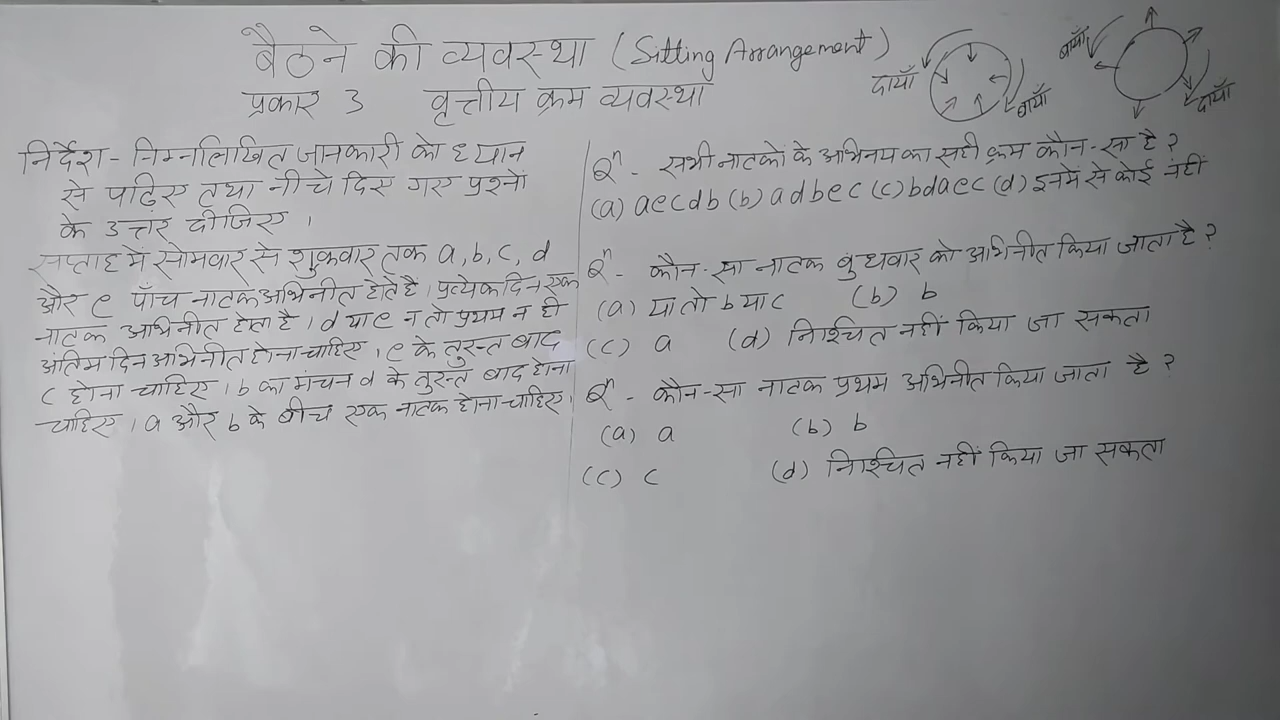 बैठने की व्यवस्था (Sitting Arrangement)
प्रकार 3 वृत्तीय क्रम व्यवस्था
दायाँ
बायाँ
बायाँ
दायाँ
निर्देश - निम्नलिखित जानकारी को ध्यान
से पढ़िए तथा नीचे दिए गए प्रश्नों
के उत्तर दीजिए ।
सप्ताह में सोमवार से शुक्रवार तक a, b, c, d
और e पाँच नाटक अभिनीत होते हैं । प्रत्येक दिन एक
नाटक अभिनीत होता है । d या e न तो प्रथम न ही
अंतिम दिन अभिनीत होना चाहिए । e के तुरन्त बाद
c होना चाहिए । b का मंचन d के तुरन्त बाद होना
चाहिए । a और b के बीच एक नाटक होना चाहिए ।
Qⁿ - सभी नाटकों के अभिनय का सही क्रम कौन-सा है ?
(a) aecdb (b) adbec (c) bdaec (d) इनमें से कोई नहीं
Qⁿ - कौन-सा नाटक बुधवार को अभिनीत किया जाता है ?
(a) या तो b या c (b) b
(c) a (d) निश्चित नहीं किया जा सकता
Qⁿ - कौन-सा नाटक प्रथम अभिनीत किया जाता है ?
(a) a (b) b
(c) c (d) निश्चित नहीं किया जा सकता